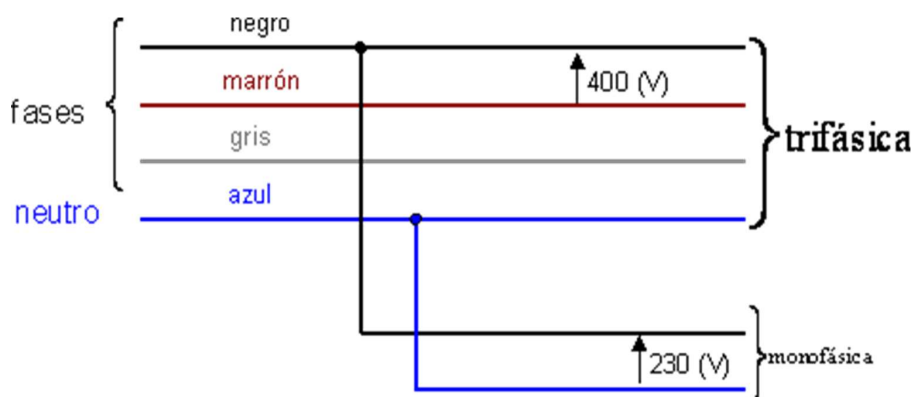 negro
marrón
400 (V)
fases
trifásica
gris
azul
neutro
230 (V)
monofásica